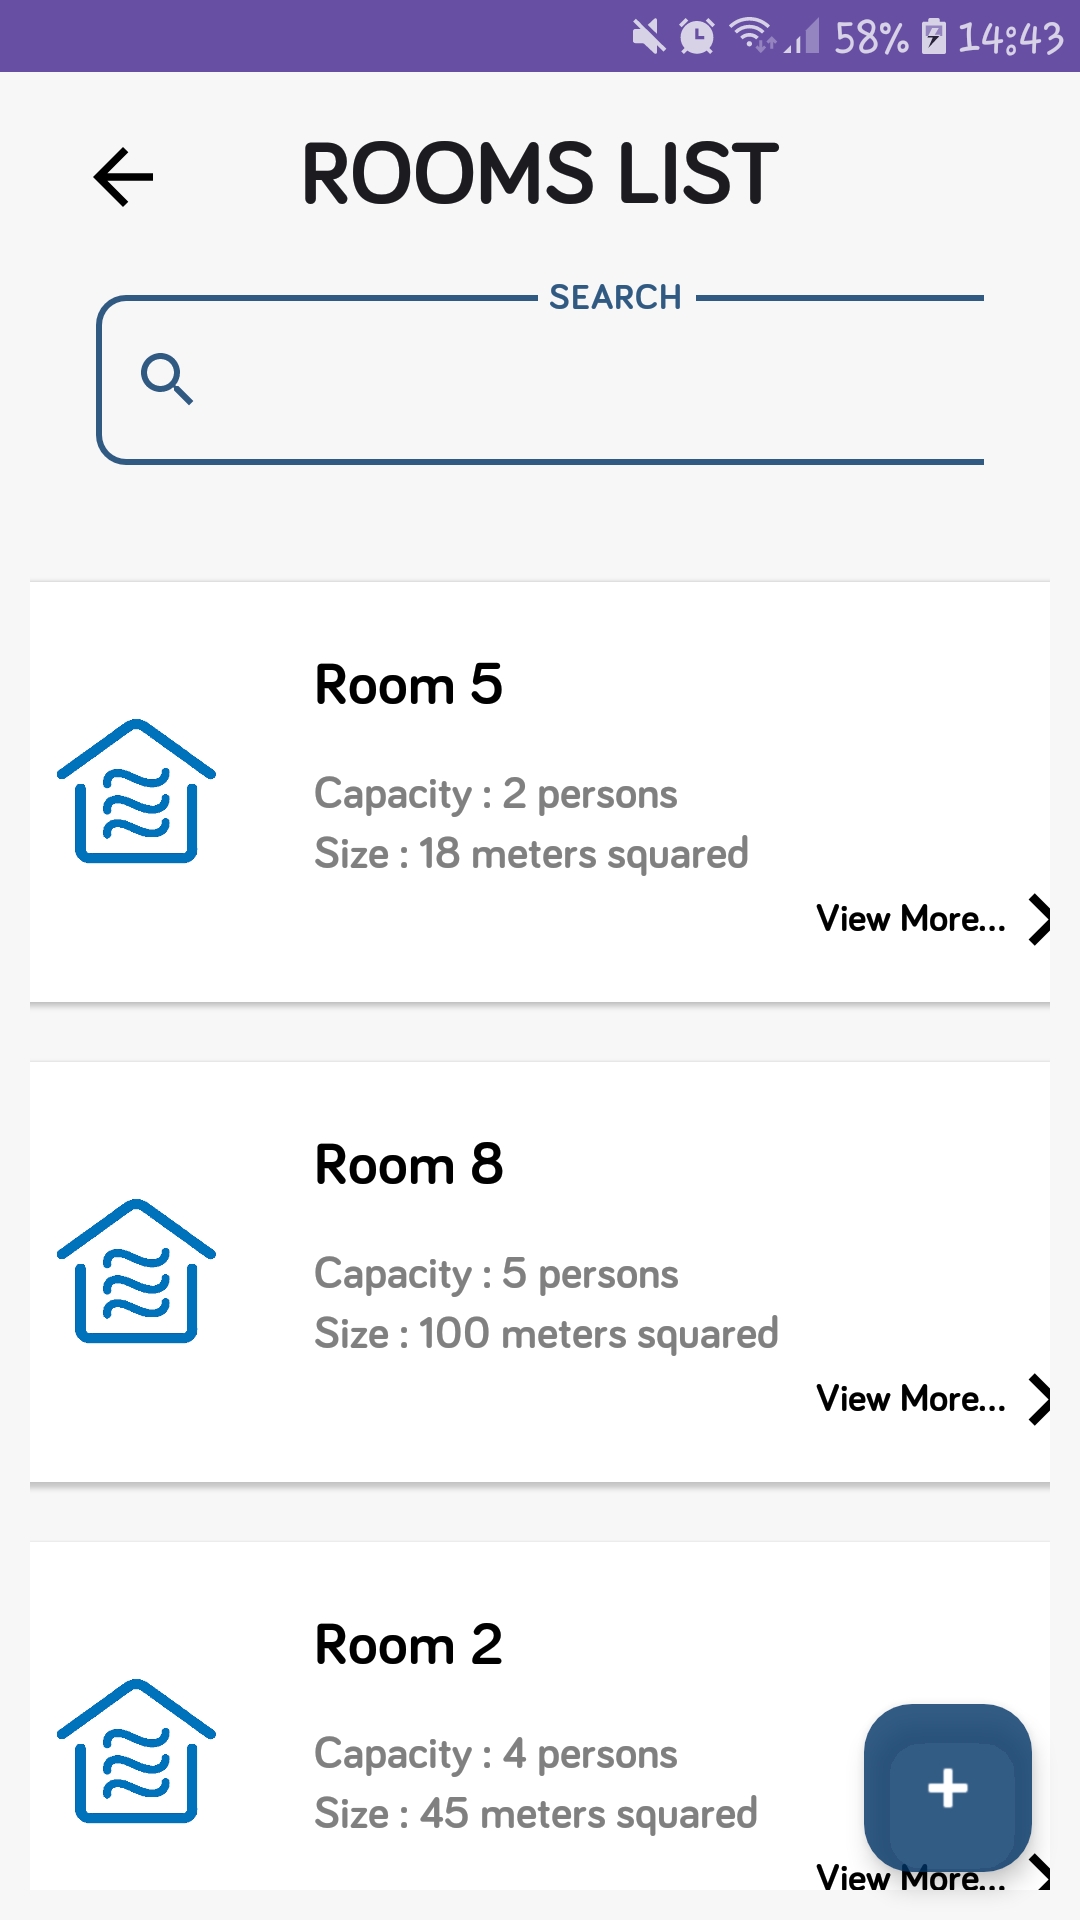 58% 14:43
ROOMS LIST
SEARCH
Room 5
Capacity : 2 persons
Size : 18 meters squared
View More...
Room 8
Capacity : 5 persons
Size : 100 meters squared
View More...
Room 2
Capacity : 4 persons
Size : 45 meters squared
View More...